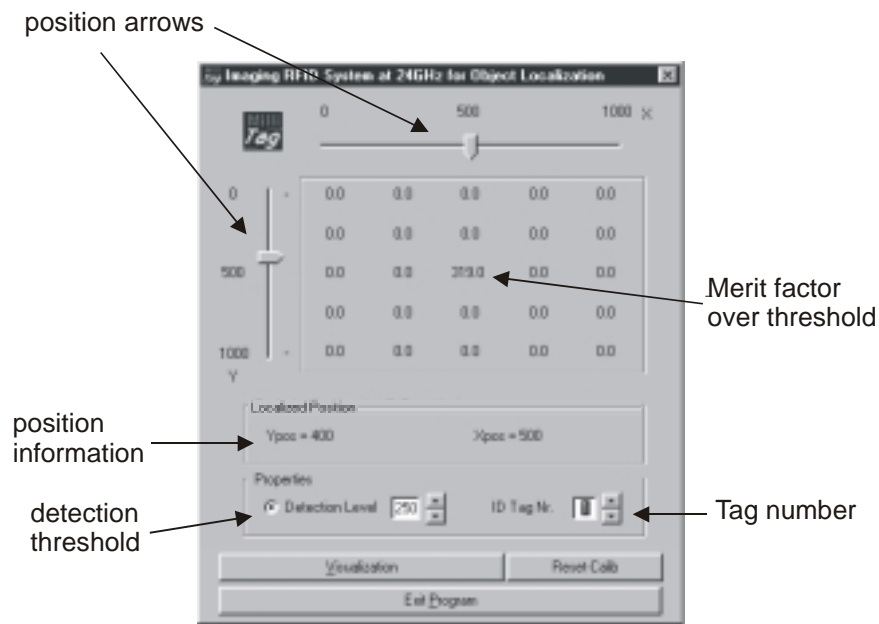 position arrows
Imaging RFID System at 24GHz for Object Localization
0 500 1000 X
Tag
0
500
1000
Y
0.0 0.0 0.0 0.0 0.0
0.0 0.0 0.0 0.0 0.0
0.0 0.0 319.0 0.0 0.0
0.0 0.0 0.0 0.0 0.0
0.0 0.0 0.0 0.0 0.0
Merit factor
over threshold
Localized Position
Ypos = 400 Xpos = 500
position
information
Properties
Detection Level 250 ID Tag Nr.
detection
threshold
Tag number
Visualization Reset Calib
Exit Program